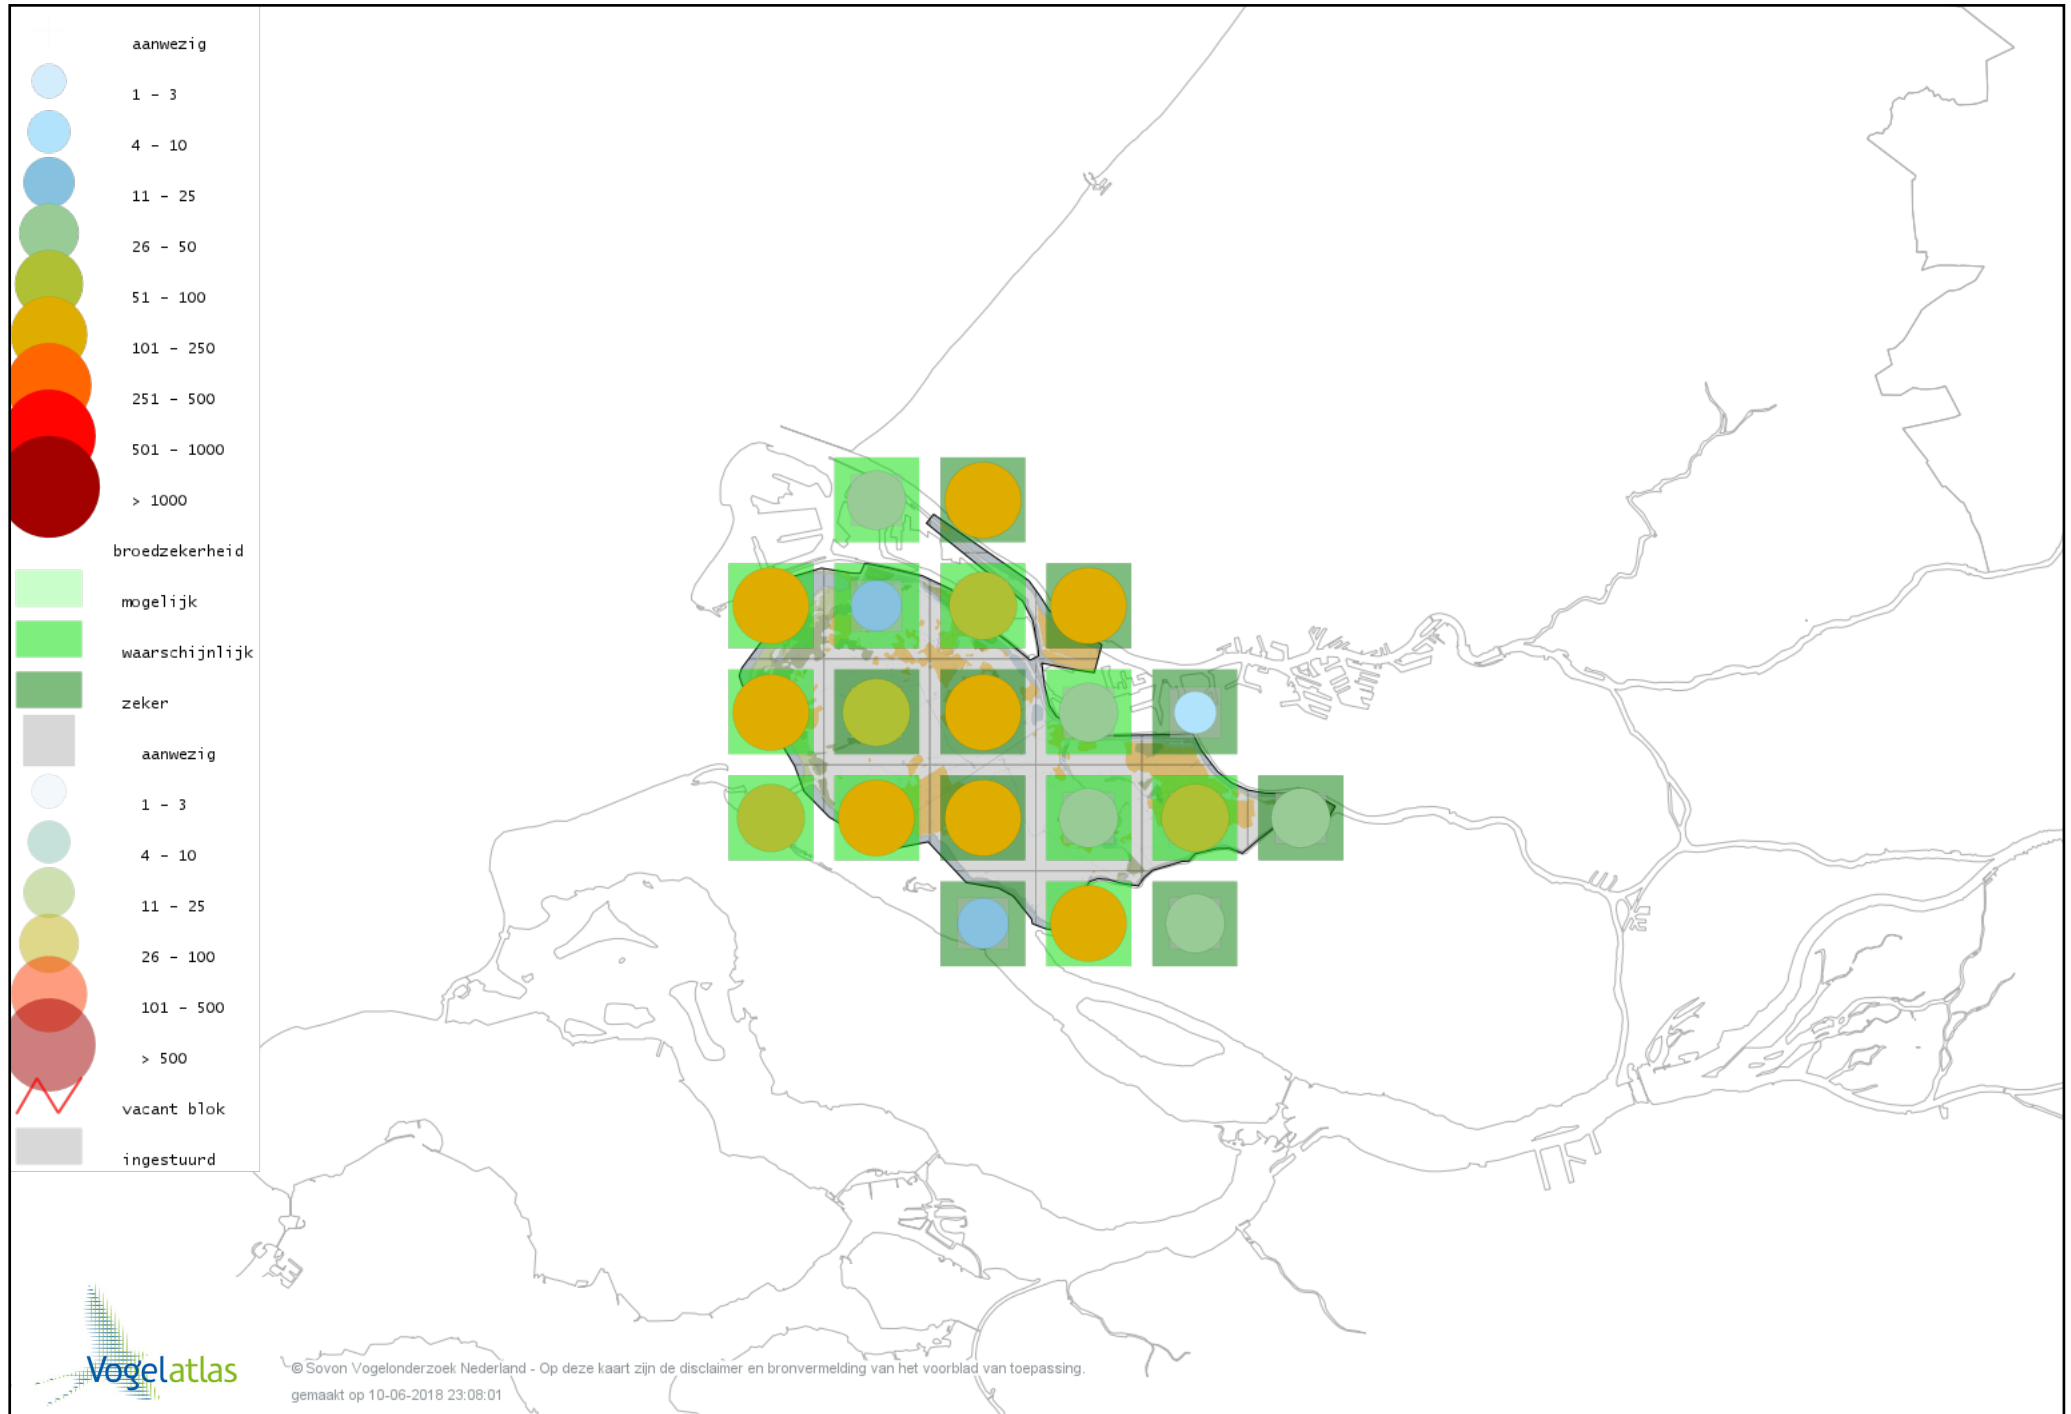 aanwezig
1 - 3
4 - 10
11 - 25
26 - 50
51 - 100
101 - 250
251 - 500
501 - 1000
> 1000
broedzekerheid
mogelijk
waarschijnlijk
zeker
aanwezig
1 - 3
4 - 10
11 - 25
26 - 100
101 - 500
> 500
vacant blok
ingestuurd
Vogelatlas
© Sovon Vogelonderzoek Nederland - Op deze kaart zijn de disclaimer en bronvermelding van het voorblad van toepassing.
gemaakt op 10-06-2018 23:08:01